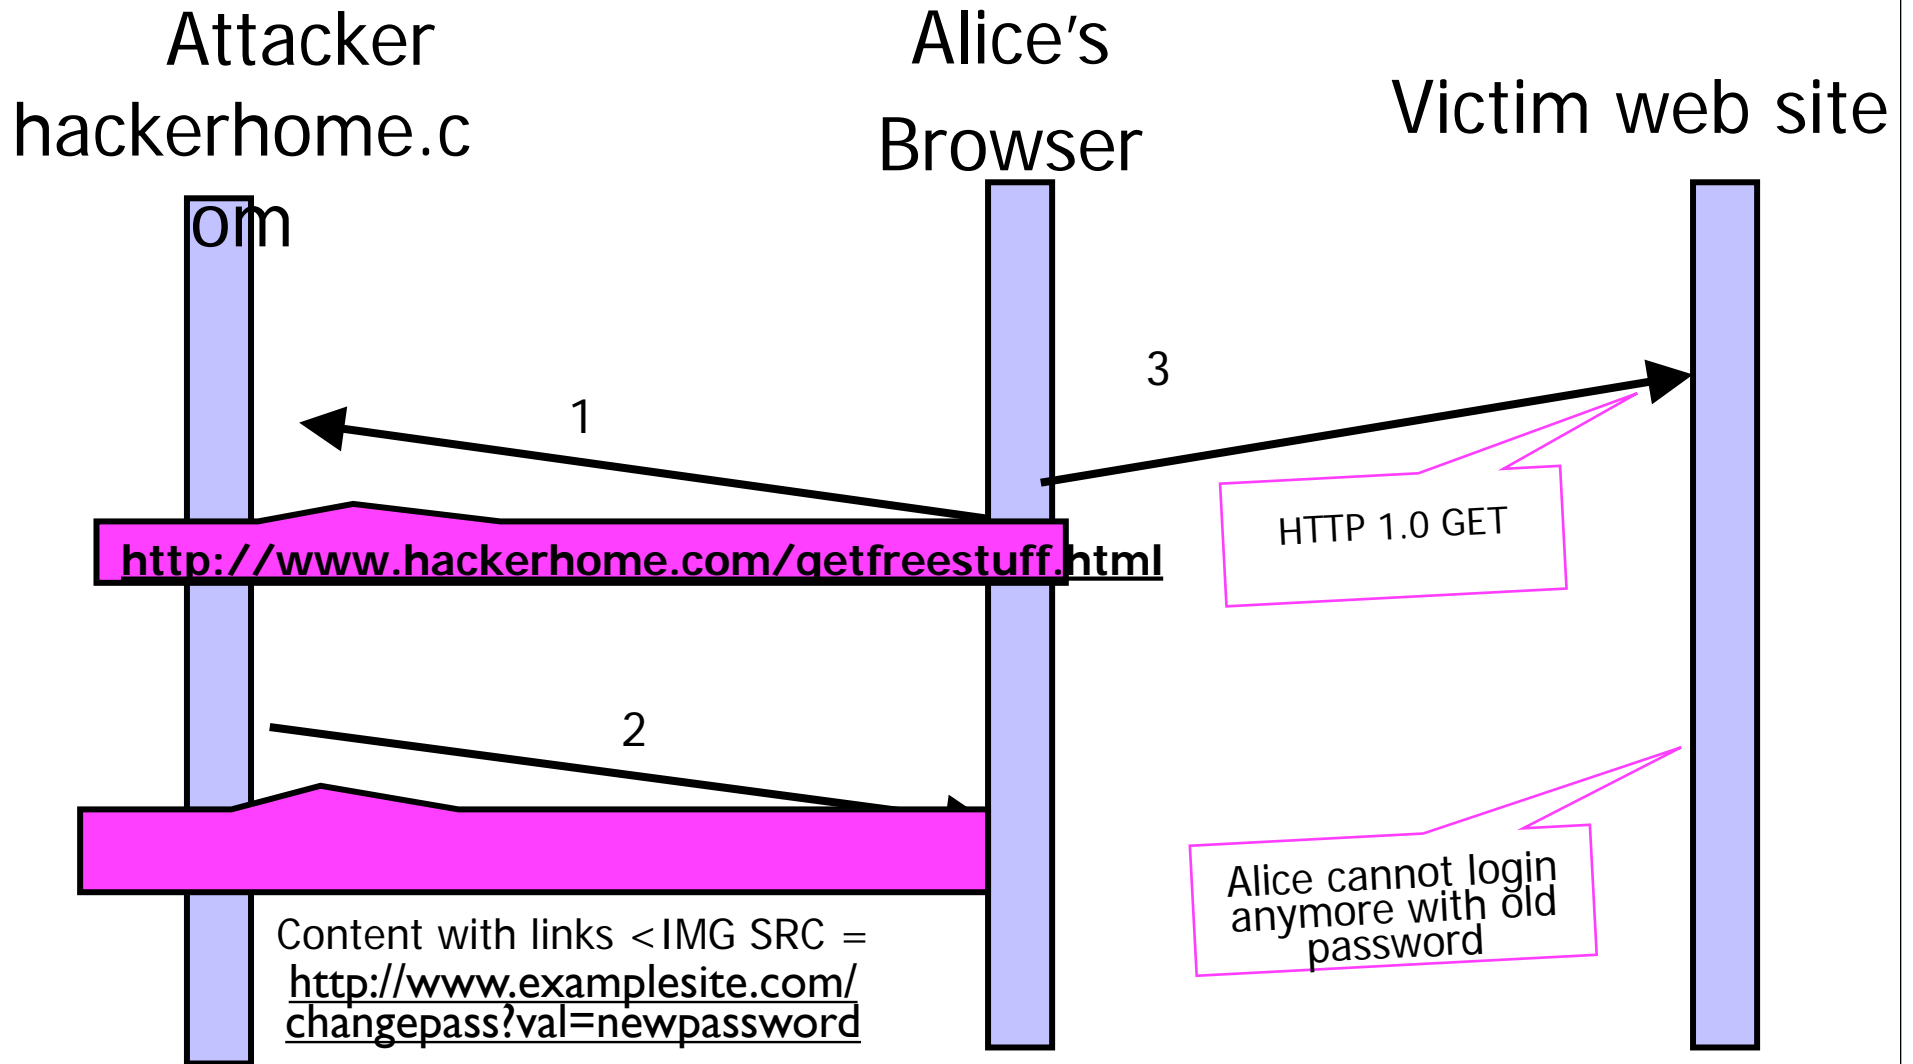 Attacker
hackerhome.c
om
Alice's
Browser
Victim web site
1
3
http://www.hackerhome.com/getfreestuff.html
HTTP 1.0 GET
2
Content with links <IMG SRC =
http://www.examplesite.com/
changepass?val=newpassword
Alice cannot login
anymore with old
password